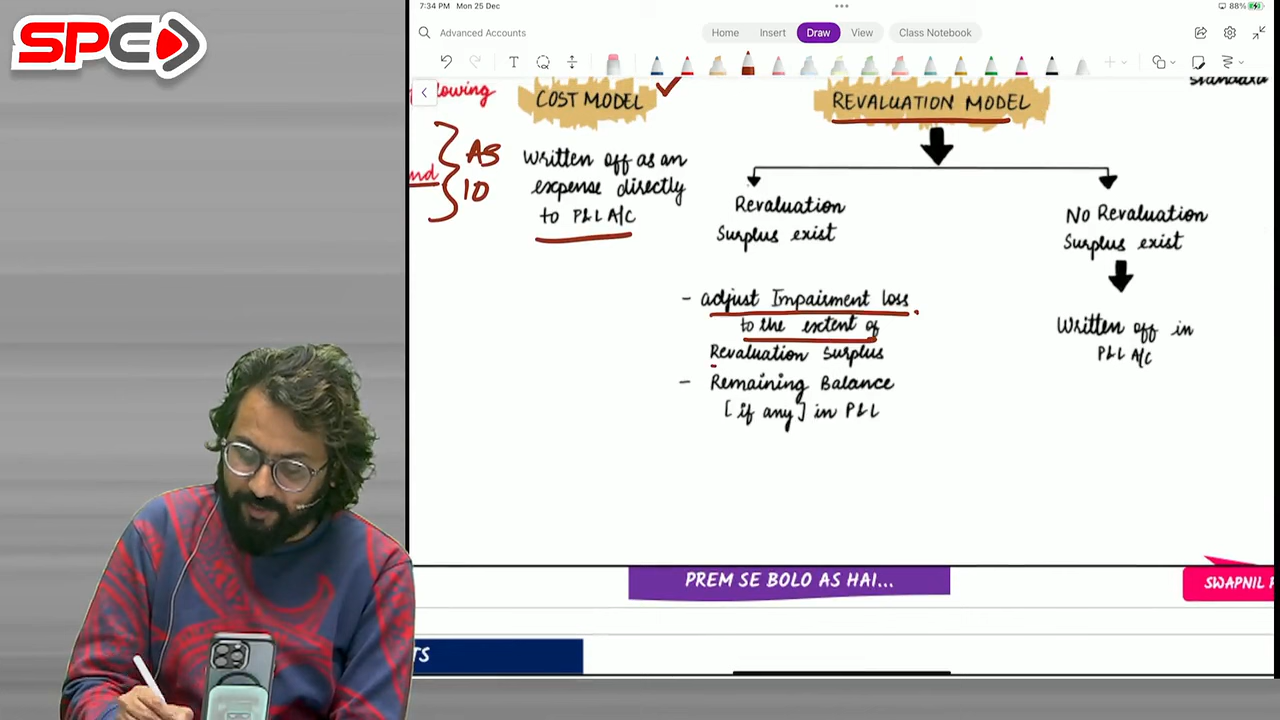 SPC
7:34 PM Mon 25 Dec
88%
Advanced Accounts
Home Insert Draw View Class Notebook
COST MODEL
REVALUATION MODEL
standard
AS
10
Written off as an
expense directly
to P&L A/C
Revaluation
Surplus exist
No Revaluation
Surplus exist
- adjust Impairment loss
to the extent of
Revaluation Surplus
- Remaining Balance
[if any] in P&L
Written off in
P&L A/C
PREM SE BOLO AS HAI...
SWAPNIL
TS